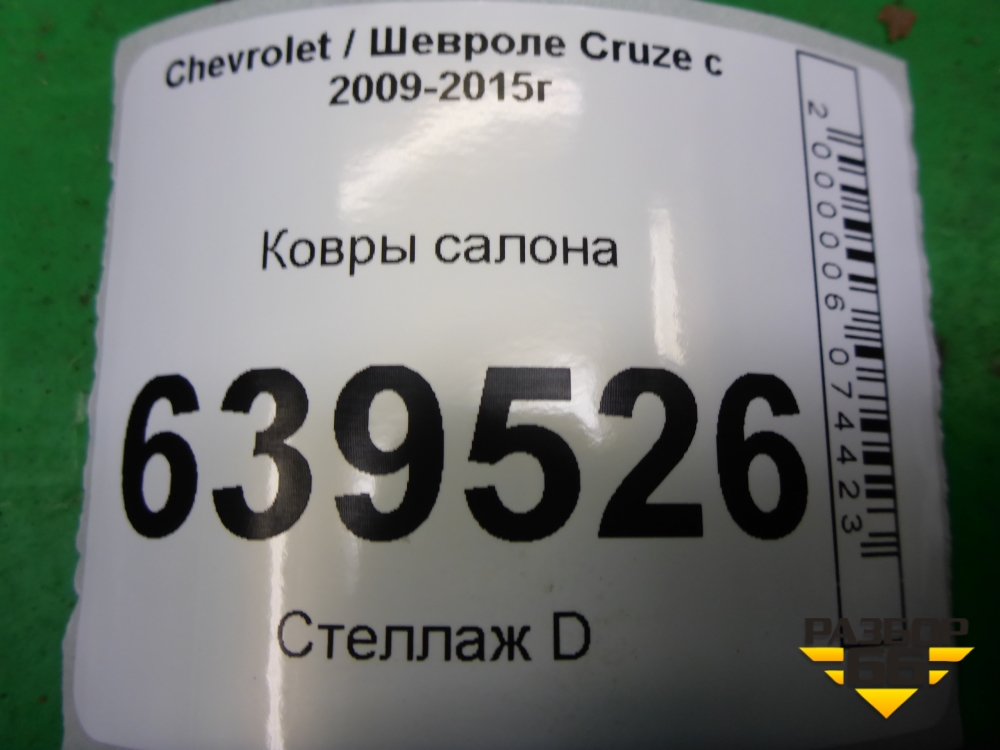 Chevrolet / Шевроле Cruze с
2009-2015г
Ковры салона
639526
Стеллаж D
2000006074423
РАЗБОР
66